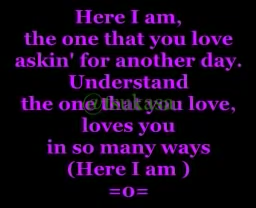 Here I am,
the one that you love
askin' for another day.
Understand
the one that you love,
loves you
in so many ways
(Here I am )
=0=